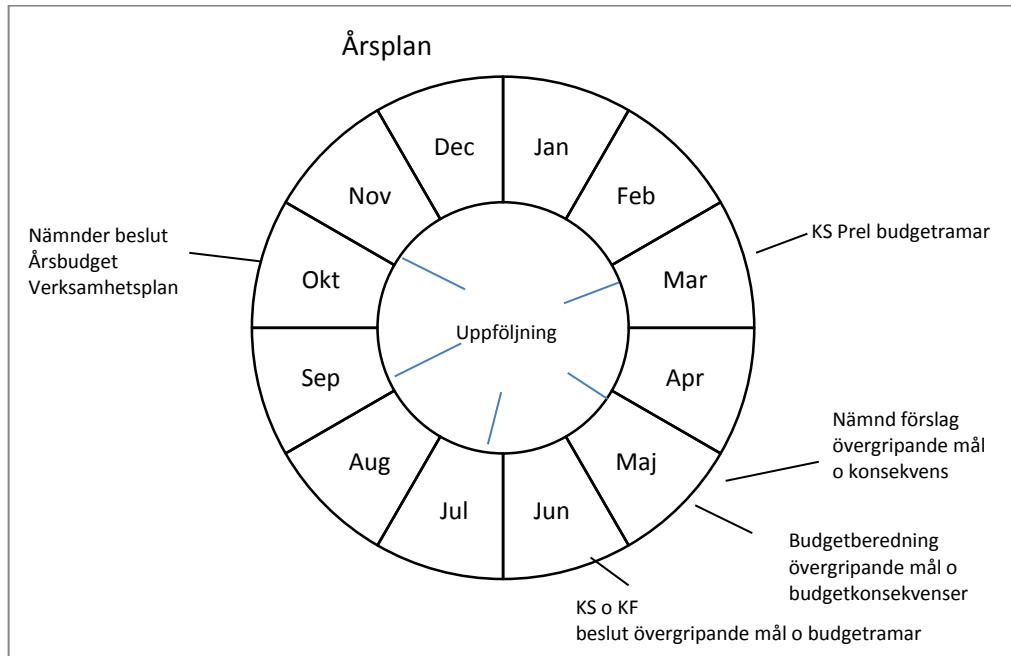 Årsplan
Dec
Jan
Nov
Feb
Nämnder beslut
Årsbudget
Verksamhetsplan
KS Prel budgetramar
Okt
Mar
Uppföljning
Sep
Apr
Aug
Maj
Nämnd förslag
övergripande mål
o konsekvens
Jul
Jun
Budgetberedning
övergripande mål o
budgetkonsekvenser
KS o KF
beslut övergripande mål o budgetramar